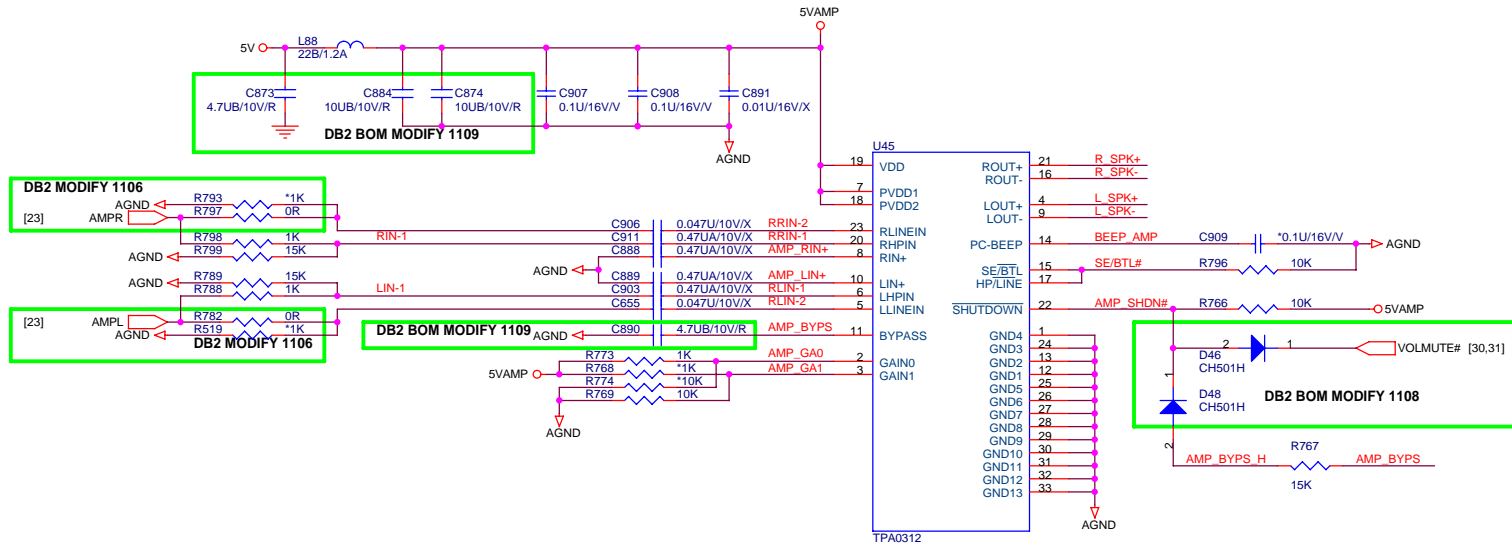 5VAMP
5V
L88
22B/1.2A
C873
4.7UB/10V/R
C884
10UB/10V/R
C874
10UB/10V/R
C907
0.1U/16V/V
C908
0.1U/16V/V
C891
0.01U/16V/X
DB2 BOM MODIFY 1109
AGND
DB2 MODIFY 1106
AGND R793 *1K
[23] AMPR R797 0R
R798 1K RIN-1
AGND R799 15K
AGND R789 15K
R788 1K LIN-1
[23] AMPL R782 0R
AGND R519 *1K
DB2 MODIFY 1106
C906 0.047U/10V/X RRIN-2
C911 0.47UA/10V/X RRIN-1
C888 0.47UA/10V/X AMP_RIN+
AGND
C889 0.47UA/10V/X AMP_LIN+
C903 0.47UA/10V/X RLIN-1
C655 0.047U/10V/X RLIN-2
DB2 BOM MODIFY 1109
AGND C890 4.7UB/10V/R AMP_BYPS
5VAMP
R773 1K AMP_GA0
R768 *1K
R774 *10K AMP_GA1
R769 10K
AGND
U45
19 VDD
7 PVDD1
18 PVDD2
23 RLINEIN
20 RHPIN
8 RIN+
10 LIN+
6 LHPIN
5 LLINEIN
11 BYPASS
2 GAIN0
3 GAIN1
ROUT+ 21 R_SPK+
ROUT- 16 R_SPK-
LOUT+ 4 L_SPK+
LOUT- 9 L_SPK-
PC-BEEP 14 BEEP_AMP C909 *0.1U/16V/V AGND
SE/BTL 15 SE/BTL# R796 10K
HP/LINE 17
SHUTDOWN 22 AMP_SHDN# R766 10K 5VAMP
GND4 1
GND3 24
GND2 13
GND1 12
GND5 25
GND6 26
GND7 27
GND8 28
GND9 29
GND10 30
GND11 31
GND12 32
GND13 33
AGND
TPA0312
2 1 VOLMUTE# [30,31]
D46
CH501H
1
D48
CH501H
2
DB2 BOM MODIFY 1108
AMP_BYPS_H R767 AMP_BYPS
15K